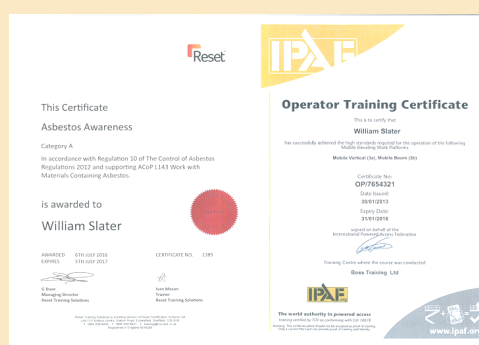 Reset
This Certificate
Asbestos Awareness
Category A
In accordance with Regulation 10 of The Control of Asbestos
Regulations 2012 and supporting ACoP L143 Work with
Materials Containing Asbestos.
is awarded to
William Slater
AWARDED 6TH JULY 2016
EXPIRES 5TH JULY 2017
CERTIFICATE NO. 1585
Managing Director
Reset Training Solutions
Ivan Mason
Trainer
Reset Training Solutions
IPAF
Operator Training Certificate
This is to certify that
William Slater
has successfully achieved the high standards required for the operation of the following
Mobile Elevating Work Platforms
Mobile Vertical (3a), Mobile Boom (3b)
Certificate No:
OP/7654321
Date Issued:
30/01/2013
Expiry Date:
31/01/2018
signed on behalf of the
International Powered Access Federation
Training Centre where the course was conducted
Boss Training Ltd
IPAF
The world authority in powered access
www.ipaf.org